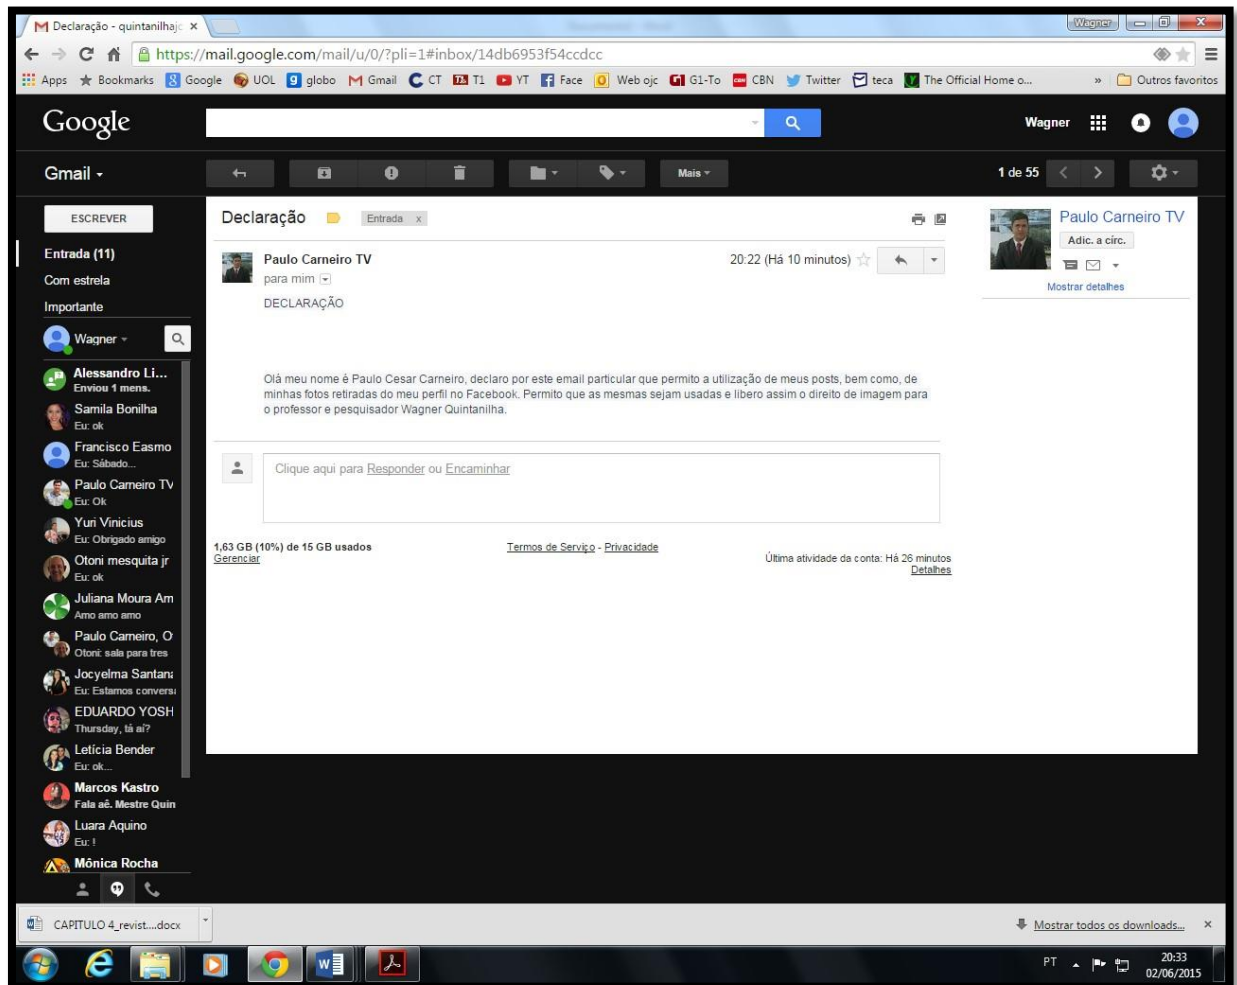 Declaração - quintanilhajc
Wagner
https://mail.google.com/mail/u/0/?pli=1#inbox/14db6953f54ccdcc
Apps Bookmarks Google UOL globo Gmail CT T1 YT Face Web ojc G1-To CBN Twitter teca The Official Home o... » Outros favoritos
Google
Wagner
Gmail
Mais
1 de 55
ESCREVER
Entrada (11)
Com estrela
Importante
Wagner
Alessandro Li...
Enviou 1 mens.
Samila Bonilha
Eu: ok
Francisco Easmo
Eu: Sábado...
Paulo Carneiro TV
Eu: Ok
Yuri Vinicius
Eu: Obrigado amigo
Otoni mesquita jr
Eu: ok
Juliana Moura Am
Amo amo amo
Paulo Carneiro, O
Otoni: sala para tres
Jocyelma Santana
Eu: Estamos conversa
EDUARDO YOSH
Thursday, tá aí?
Letícia Bender
Eu: ok...
Marcos Kastro
Fala aê. Mestre Quin
Luara Aquino
Eu: !
Mônica Rocha
Declaração
Entrada x
Paulo Carneiro TV
20:22 (Há 10 minutos)
para mim
DECLARAÇÃO
Olá meu nome é Paulo Cesar Carneiro, declaro por este email particular que permito a utilização de meus posts, bem como, de
minhas fotos retiradas do meu perfil no Facebook. Permito que as mesmas sejam usadas e libero assim o direito de imagem para
o professor e pesquisador Wagner Quintanilha.
Clique aqui para Responder ou Encaminhar
1,63 GB (10%) de 15 GB usados
Gerenciar
Termos de Serviço - Privacidade
Última atividade da conta: Há 26 minutos
Detalhes
Paulo Carneiro TV
Adic. a círc.
Mostrar detalhes
CAPITULO 4_revist....docx
Mostrar todos os downloads...
PT
20:33
02/06/2015